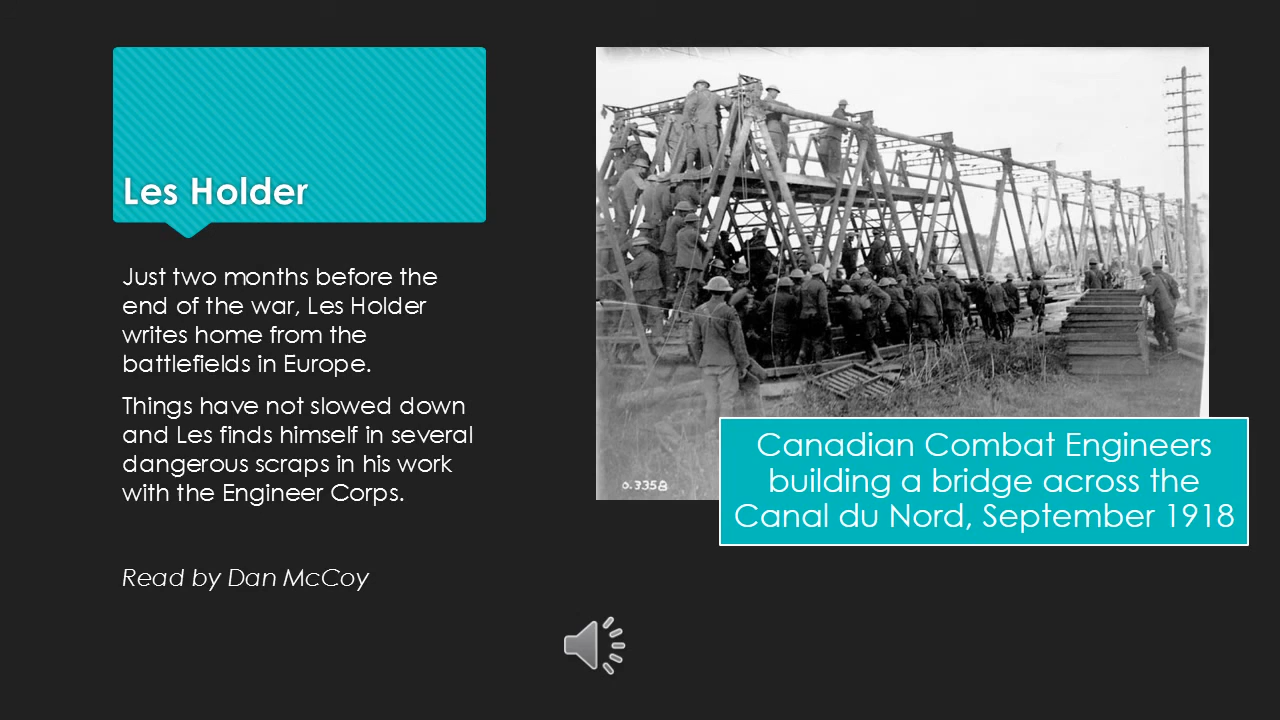 Les Holder
Just two months before the
end of the war, Les Holder
writes home from the
battlefields in Europe.
Things have not slowed down
and Les finds himself in several
dangerous scraps in his work
with the Engineer Corps.
Read by Dan McCoy
o.3358
Canadian Combat Engineers
building a bridge across the
Canal du Nord, September 1918